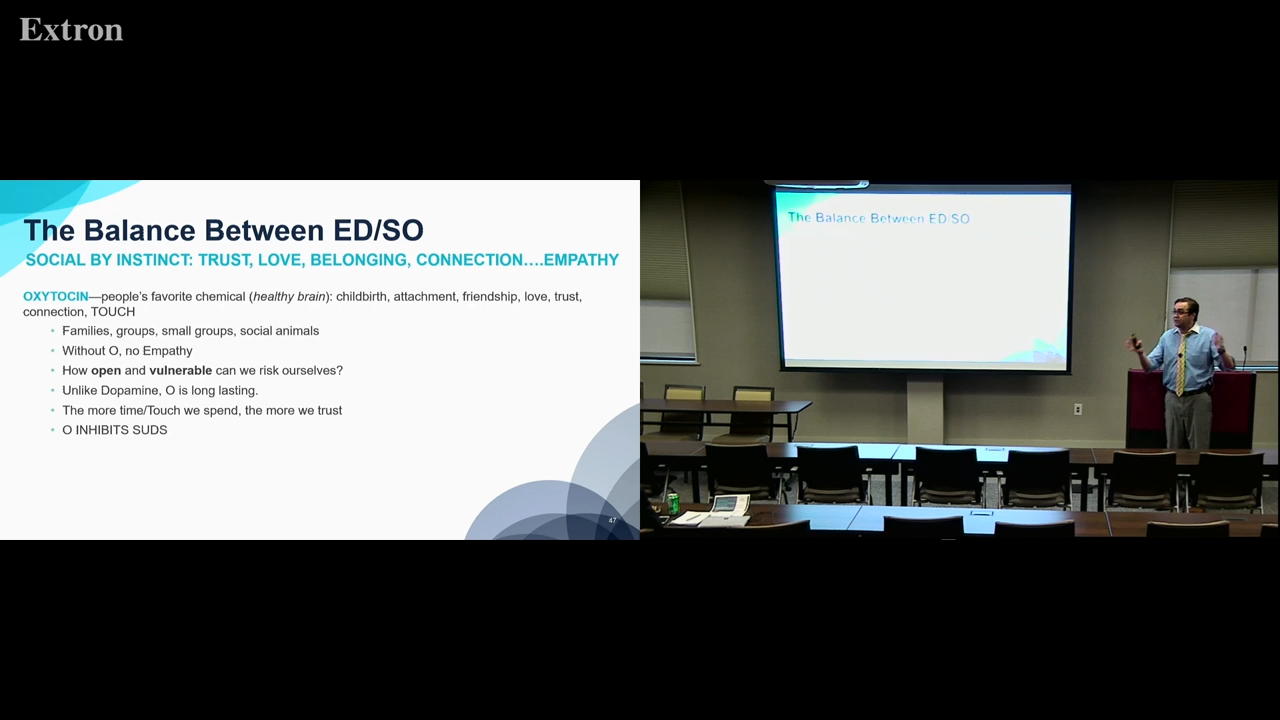 Extron
The Balance Between ED/SO
SOCIAL BY INSTINCT: TRUST, LOVE, BELONGING, CONNECTION….EMPATHY
OXYTOCIN—people's favorite chemical (healthy brain): childbirth, attachment, friendship, love, trust,
connection, TOUCH
• Families, groups, small groups, social animals
• Without O, no Empathy
• How open and vulnerable can we risk ourselves?
• Unlike Dopamine, O is long lasting.
• The more time/Touch we spend, the more we trust
• O INHIBITS SUDS
47
The Balance Between ED/SO